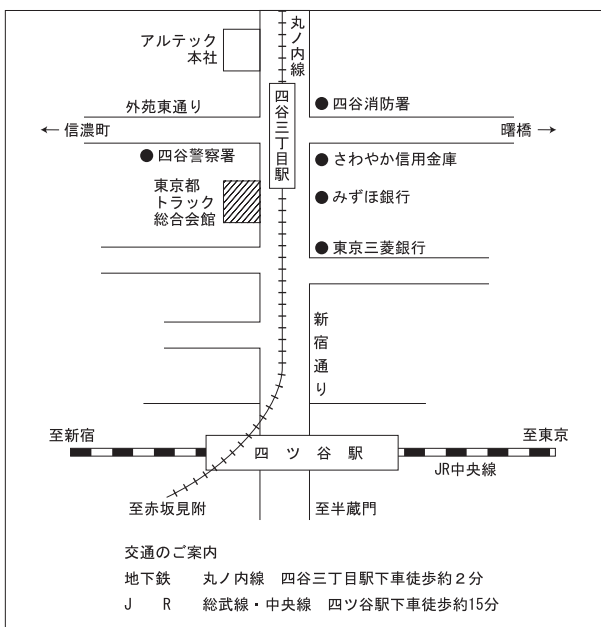 アルテック
本社
丸ノ内線
四谷三丁目駅
外苑東通り
← 信濃町
曙橋 →
● 四谷消防署
● 四谷警察署
● さわやか信用金庫
東京都
トラック
総合会館
● みずほ銀行
● 東京三菱銀行
新宿通り
至新宿
四ツ谷駅
至東京
JR中央線
至赤坂見附
至半蔵門
交通のご案内
地下鉄 丸ノ内線 四谷三丁目駅下車徒歩約2分
J R 総武線・中央線 四ツ谷駅下車徒歩約15分